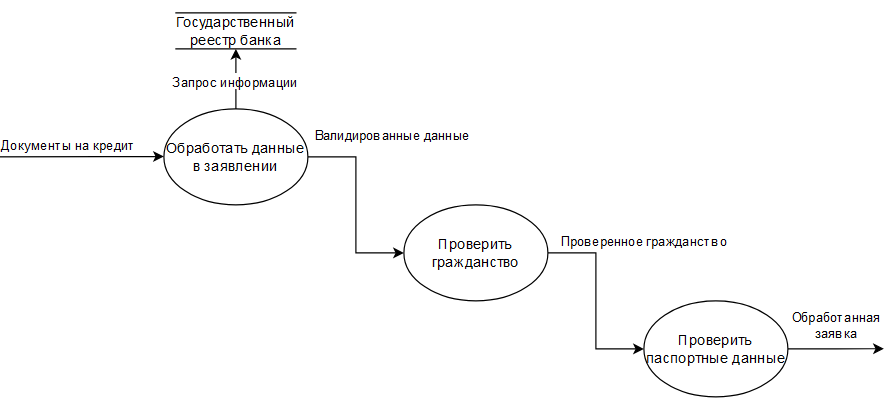 Государственный
реестр банка
Запрос информации
Документы на кредит
Обработать данные
в заявлении
Валидированные данные
Проверить
гражданство
Проверенное гражданство
Проверить
паспортные данные
Обработанная
заявка